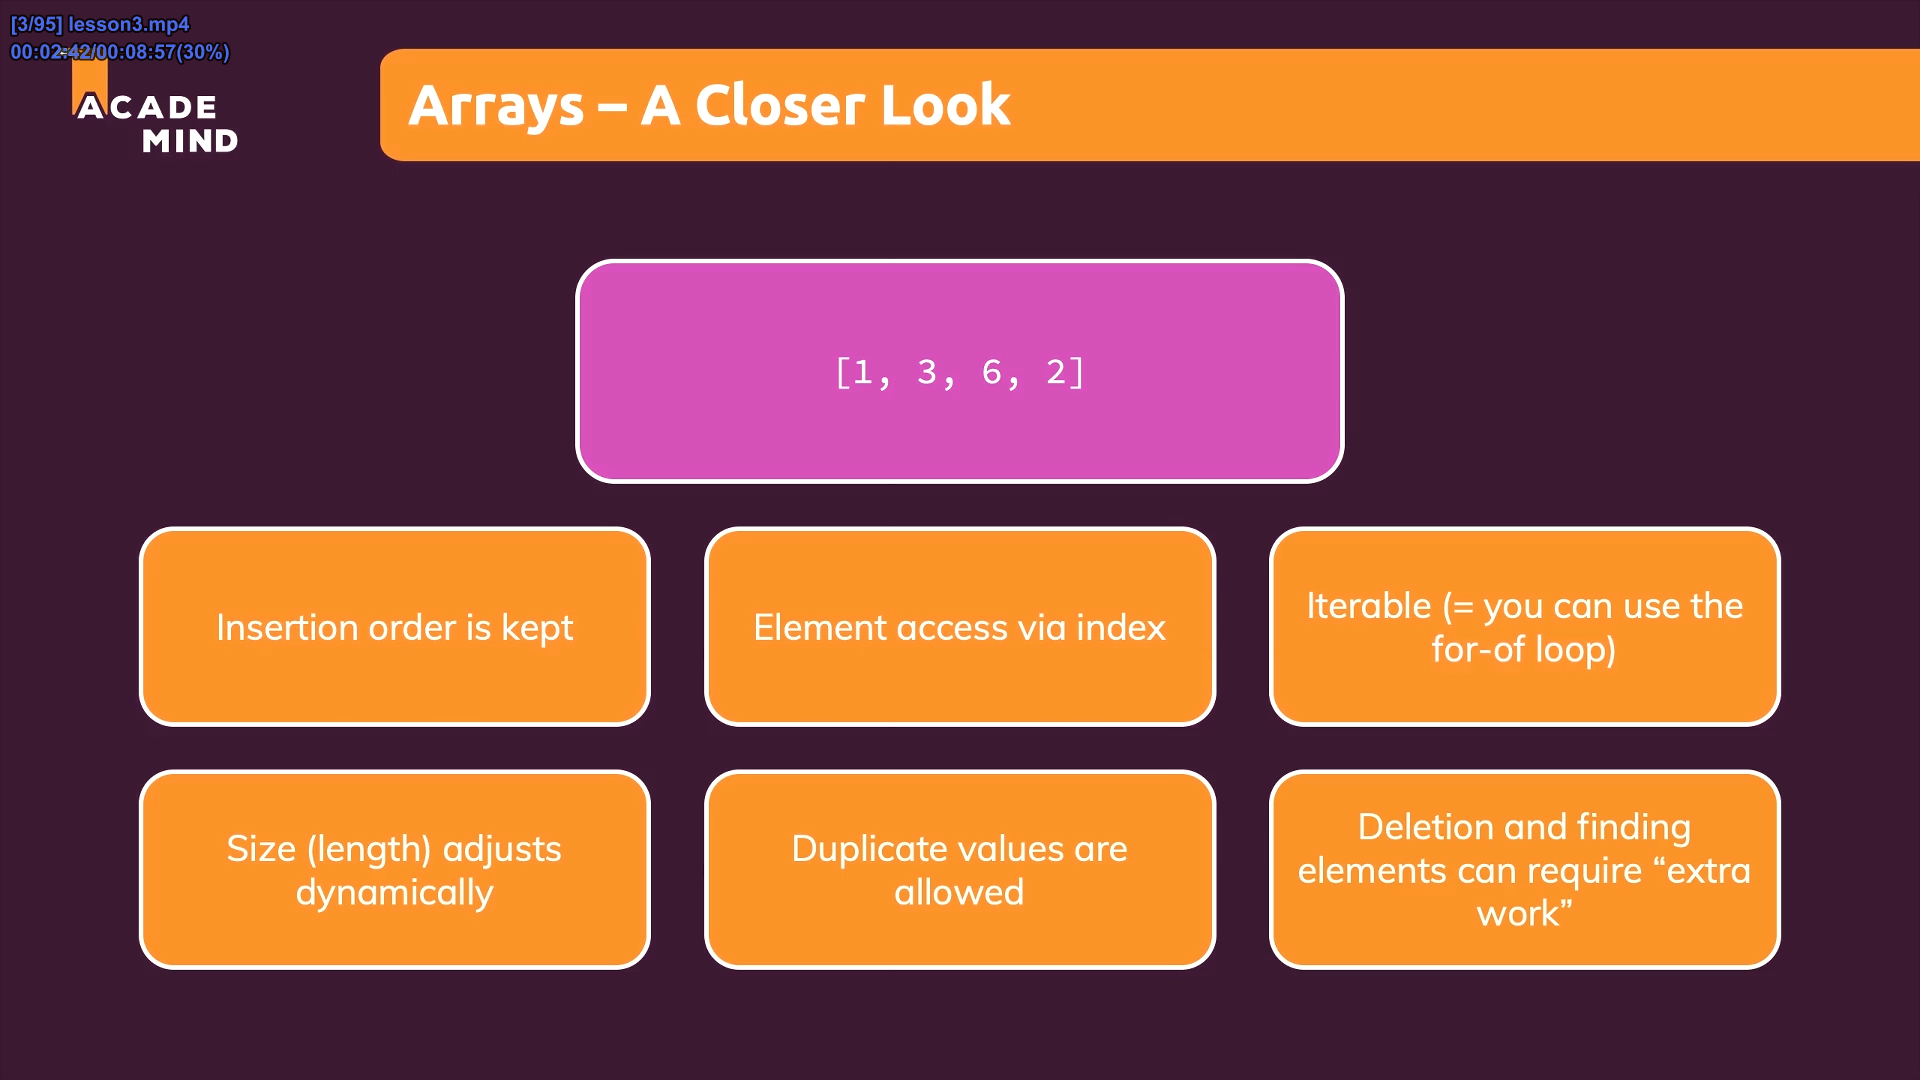 [3/95] lesson3.mp4
00:02:42/00:08:57(30%)
ACADE
MIND
Arrays – A Closer Look
[1, 3, 6, 2]
Insertion order is kept
Element access via index
Iterable (= you can use the
for-of loop)
Size (length) adjusts
dynamically
Duplicate values are
allowed
Deletion and finding
elements can require “extra
work”